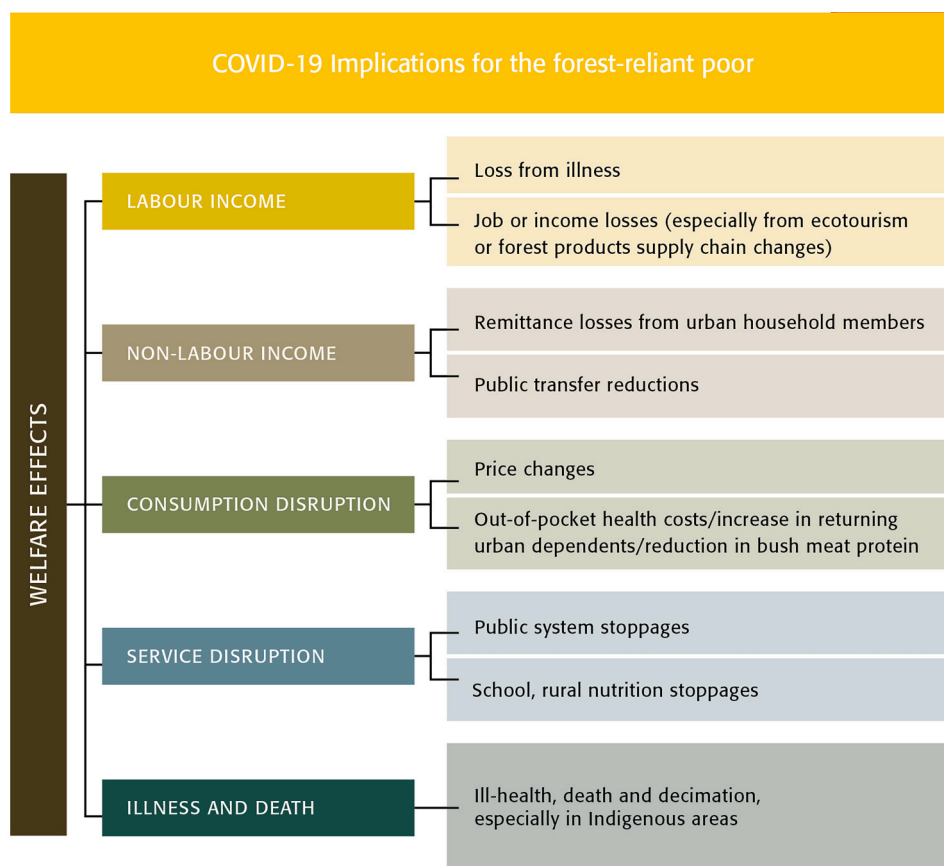 COVID-19 Implications for the forest-reliant poor
WELFARE EFFECTS
LABOUR INCOME
Loss from illness
Job or income losses (especially from ecotourism
or forest products supply chain changes)
NON-LABOUR INCOME
Remittance losses from urban household members
Public transfer reductions
CONSUMPTION DISRUPTION
Price changes
Out-of-pocket health costs/increase in returning
urban dependents/reduction in bush meat protein
SERVICE DISRUPTION
Public system stoppages
School, rural nutrition stoppages
ILLNESS AND DEATH
Ill-health, death and decimation,
especially in Indigenous areas